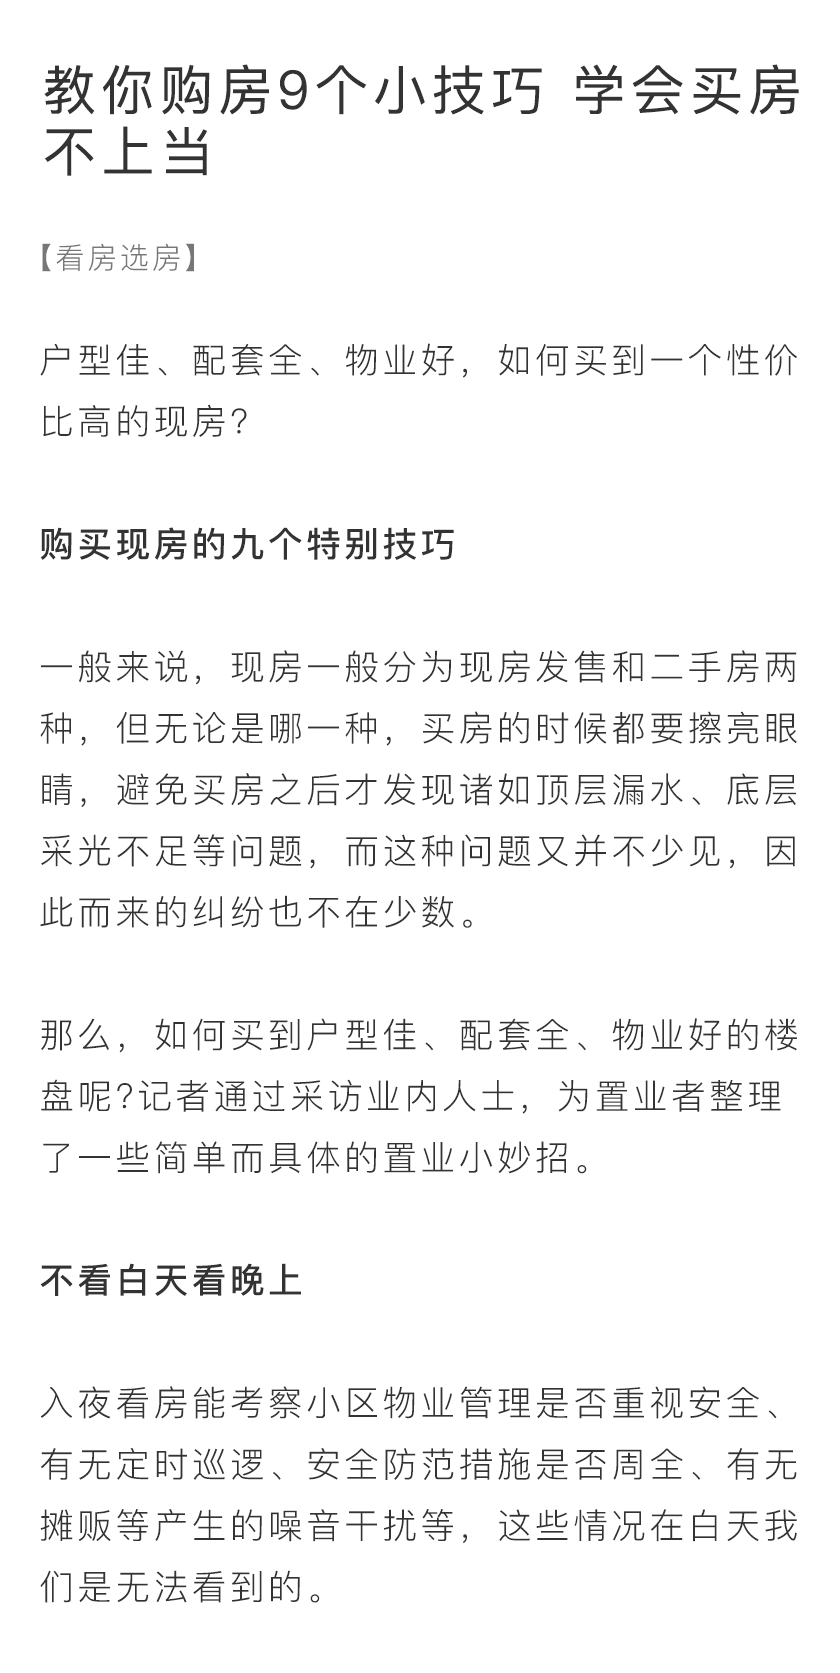 教你购房9个小技巧 学会买房
不上当
【看房选房】
户型佳、配套全、物业好，如何买到一个性价
比高的现房?
购买现房的九个特别技巧
一般来说，现房一般分为现房发售和二手房两
种，但无论是哪一种，买房的时候都要擦亮眼
睛，避免买房之后才发现诸如顶层漏水、底层
采光不足等问题，而这种问题又并不少见，因
此而来的纠纷也不在少数。
那么，如何买到户型佳、配套全、物业好的楼
盘呢?记者通过采访业内人士，为置业者整理
了一些简单而具体的置业小妙招。
不看白天看晚上
入夜看房能考察小区物业管理是否重视安全、
有无定时巡逻、安全防范措施是否周全、有无
摊贩等产生的噪音干扰等，这些情况在白天我
们是无法看到的。